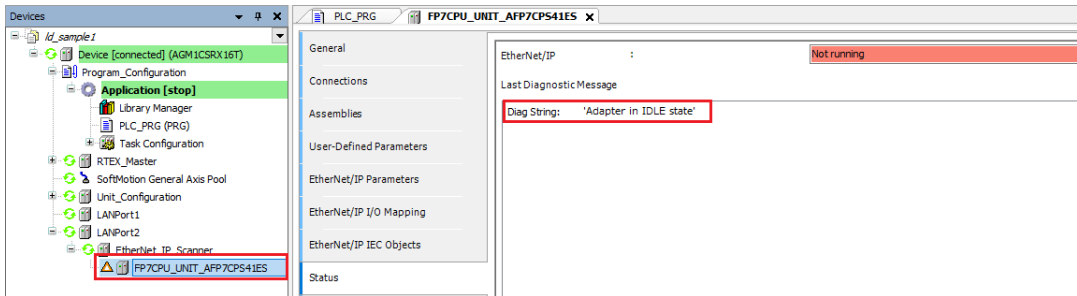 Devices
ld_sample1
Device [connected] (AGM1CSRX16T)
Program_Configuration
Application [stop]
Library Manager
PLC_PRG (PRG)
Task Configuration
RTEX_Master
SoftMotion General Axis Pool
Unit_Configuration
LANPort1
LANPort2
EtherNet_IP_Scanner
FP7CPU_UNIT_AFP7CPS41ES
PLC_PRG
FP7CPU_UNIT_AFP7CPS41ES
General
Connections
Assemblies
User-Defined Parameters
EtherNet/IP Parameters
EtherNet/IP I/O Mapping
EtherNet/IP IEC Objects
Status
EtherNet/IP : Not running
Last Diagnostic Message
Diag String: 'Adapter in IDLE state'